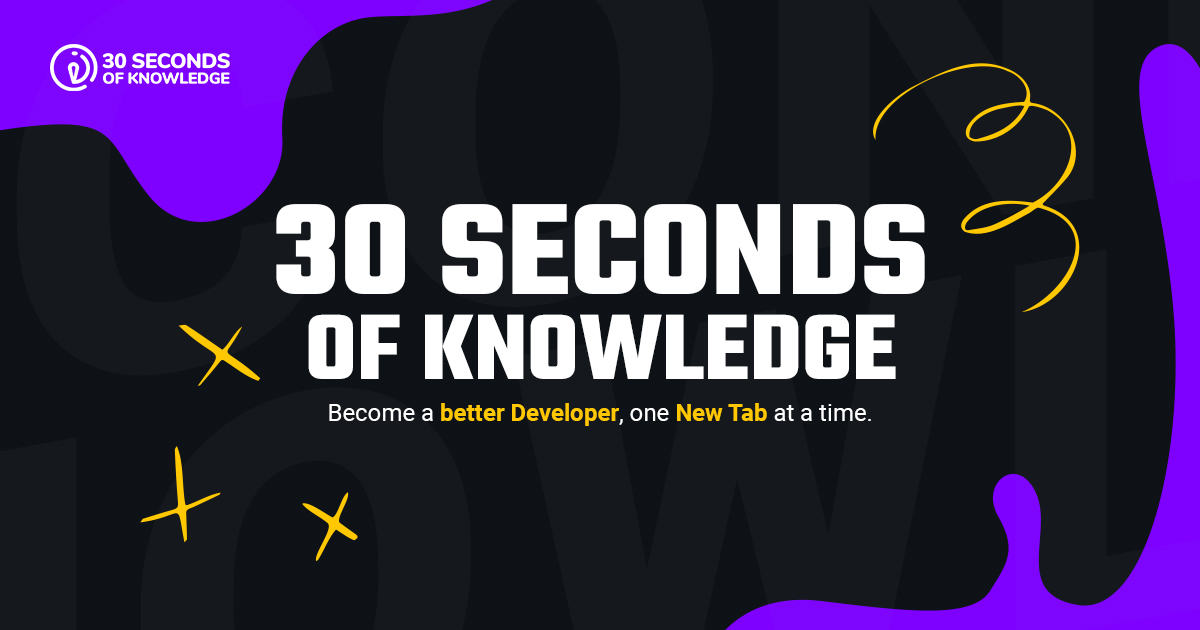 30 SECONDS
OF KNOWLEDGE
30 SECONDS
OF KNOWLEDGE
Become a better Developer, one New Tab at a time.